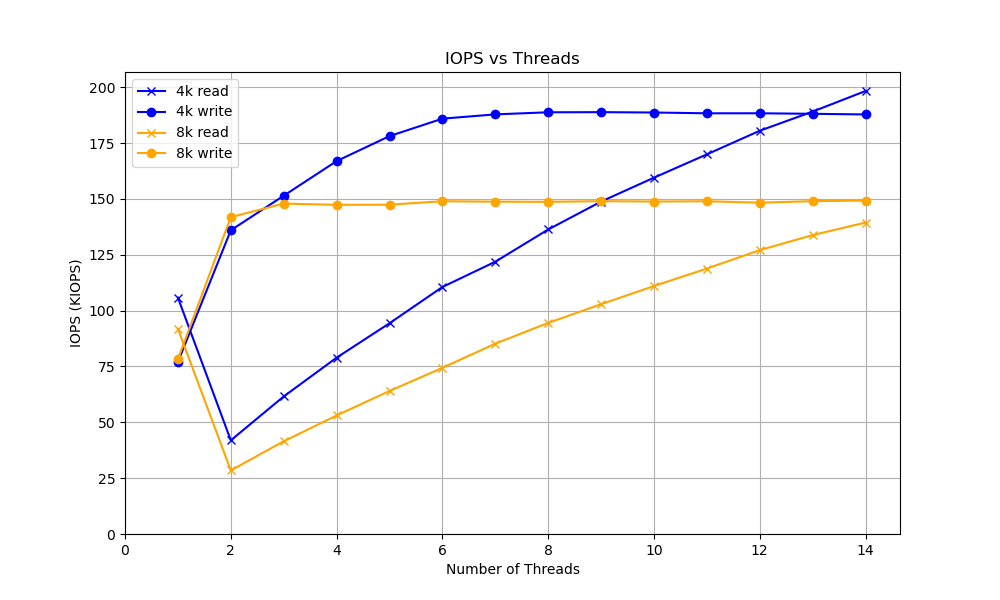 IOPS vs Threads
4k read
4k write
8k read
8k write
200
175
150
125
100
75
50
25
0
IOPS (KIOPS)
0 2 4 6 8 10 12 14
Number of Threads